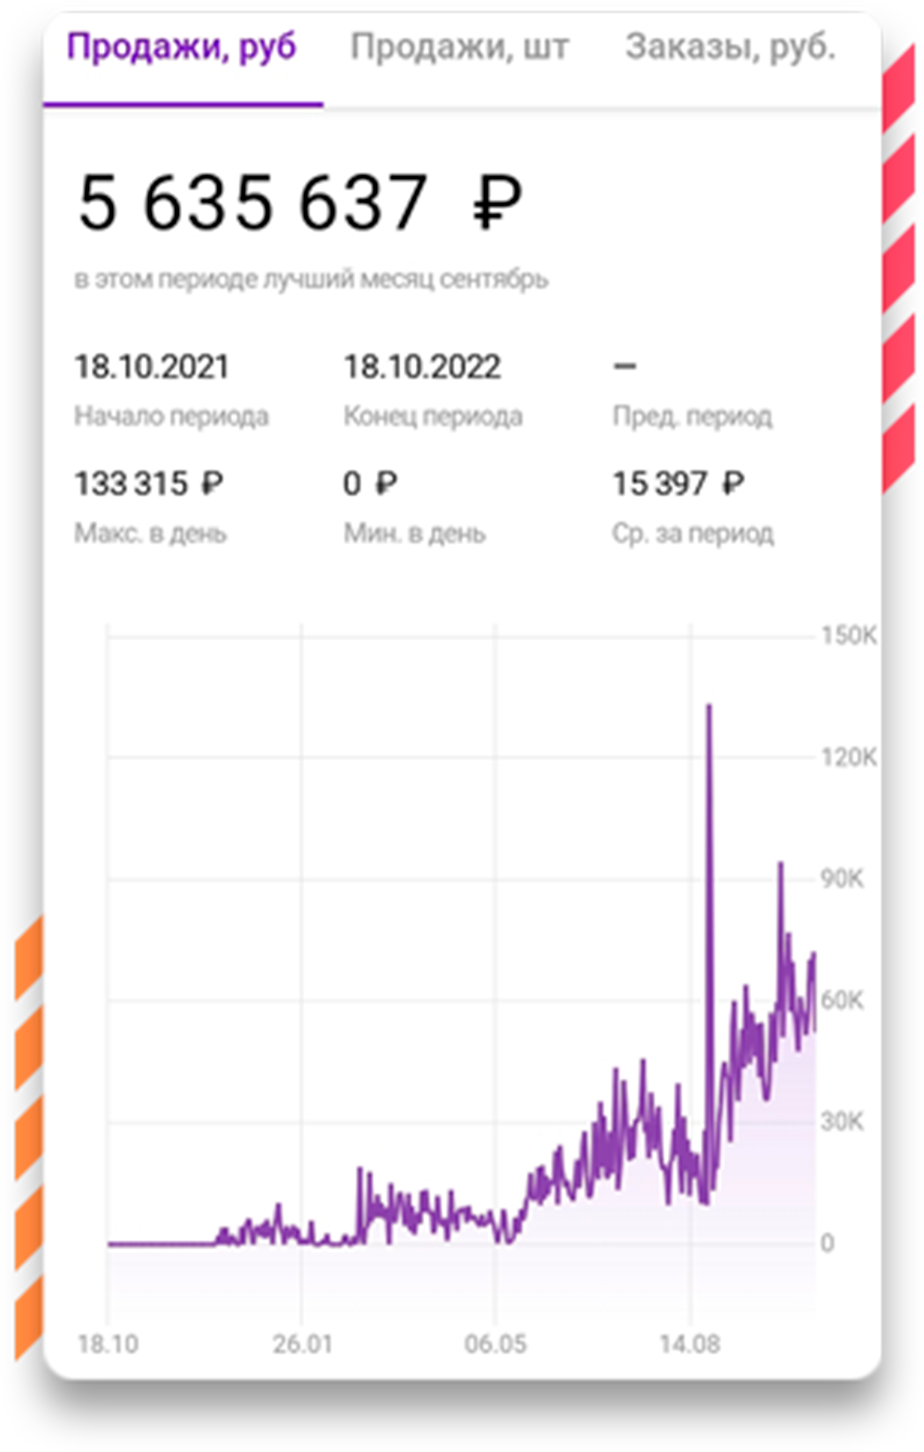 Продажи, руб Продажи, шт Заказы, руб.
5 635 637 ₽
в этом периоде лучший месяц сентябрь
18.10.2021 18.10.2022 —
Начало периода Конец периода Пред. период
133 315 ₽ 0 ₽ 15 397 ₽
Макс. в день Мин. в день Ср. за период
150K
120K
90K
60K
30K
0
18.10 26.01 06.05 14.08